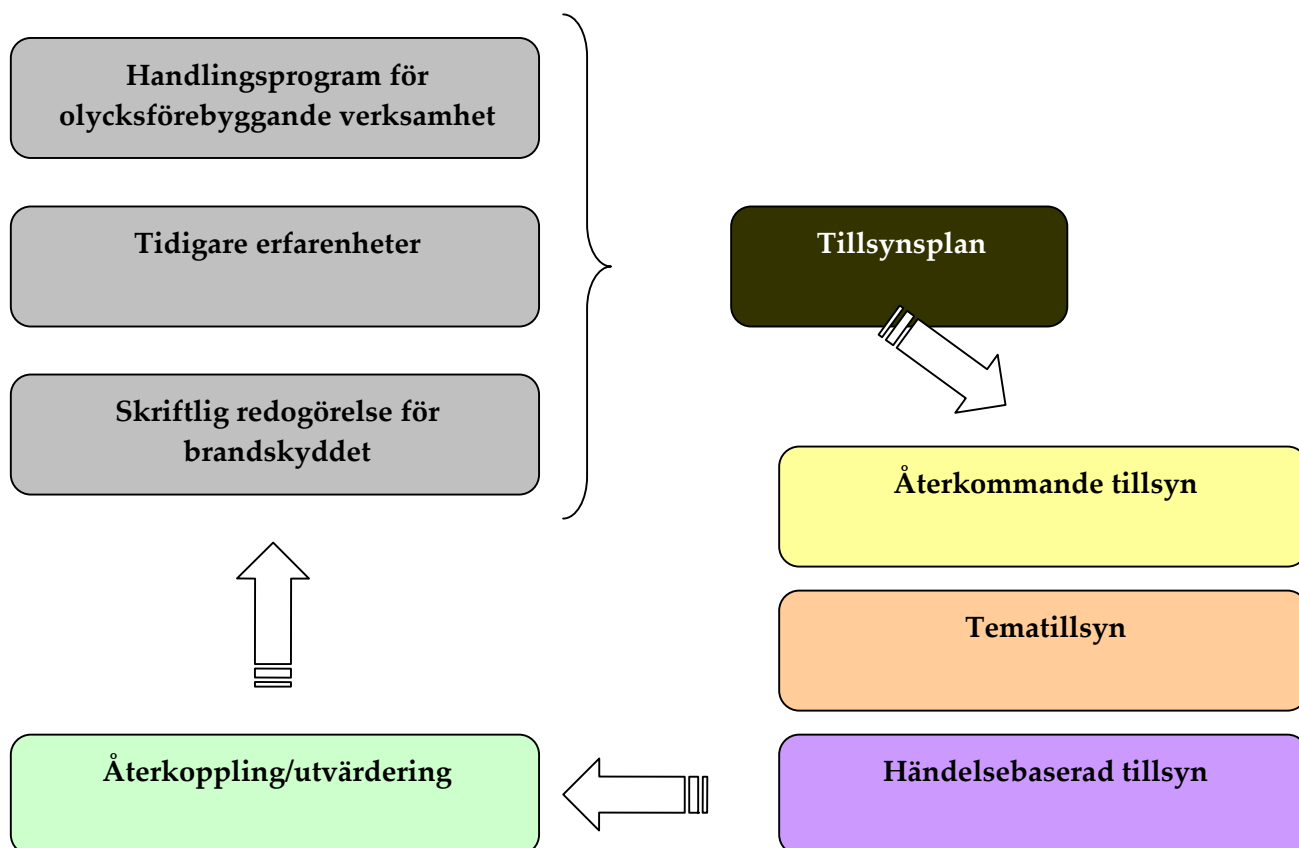 Handlingsprogram för
olycksförebyggande verksamhet
Tidigare erfarenheter
Skriftlig redogörelse för
brandskyddet
Tillsynsplan
Återkommande tillsyn
Tematillsyn
Händelsebaserad tillsyn
Återkoppling/utvärdering